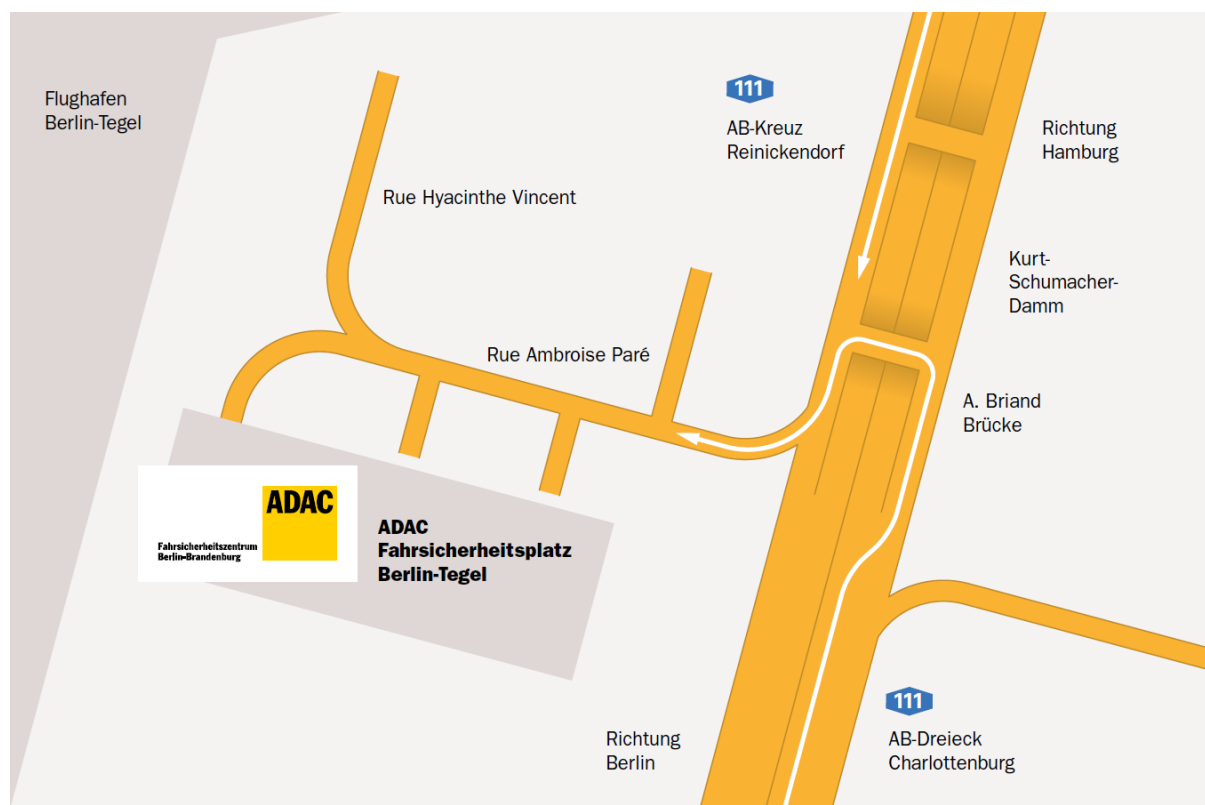 Flughafen
Berlin-Tegel
111
AB-Kreuz
Reinickendorf
Richtung
Hamburg
Rue Hyacinthe Vincent
Kurt-
Schumacher-
Damm
Rue Ambroise Paré
A. Briand
Brücke
ADAC
Fahrsicherheitszentrum
Berlin-Brandenburg
ADAC
Fahrsicherheitsplatz
Berlin-Tegel
111
Richtung
Berlin
AB-Dreieck
Charlottenburg